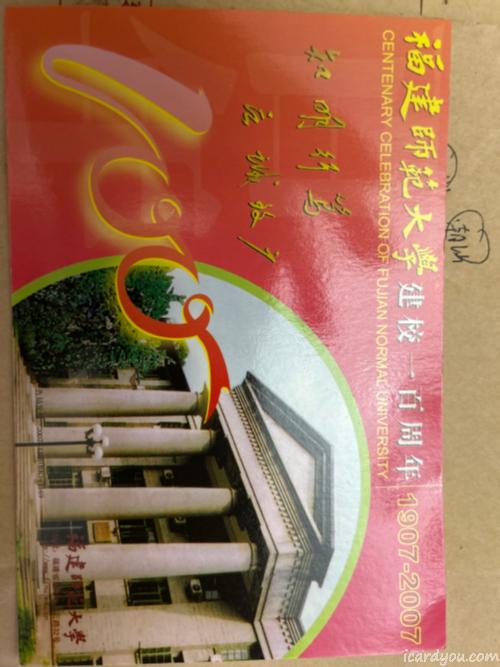 福建師範大學 建校一百周年 1907-2007
CENTENARY CELEBRATION OF FUJIAN NORMAL UNIVERSITY
知明行篤
立誠致廣
100
福建師範大學
icardyou.com